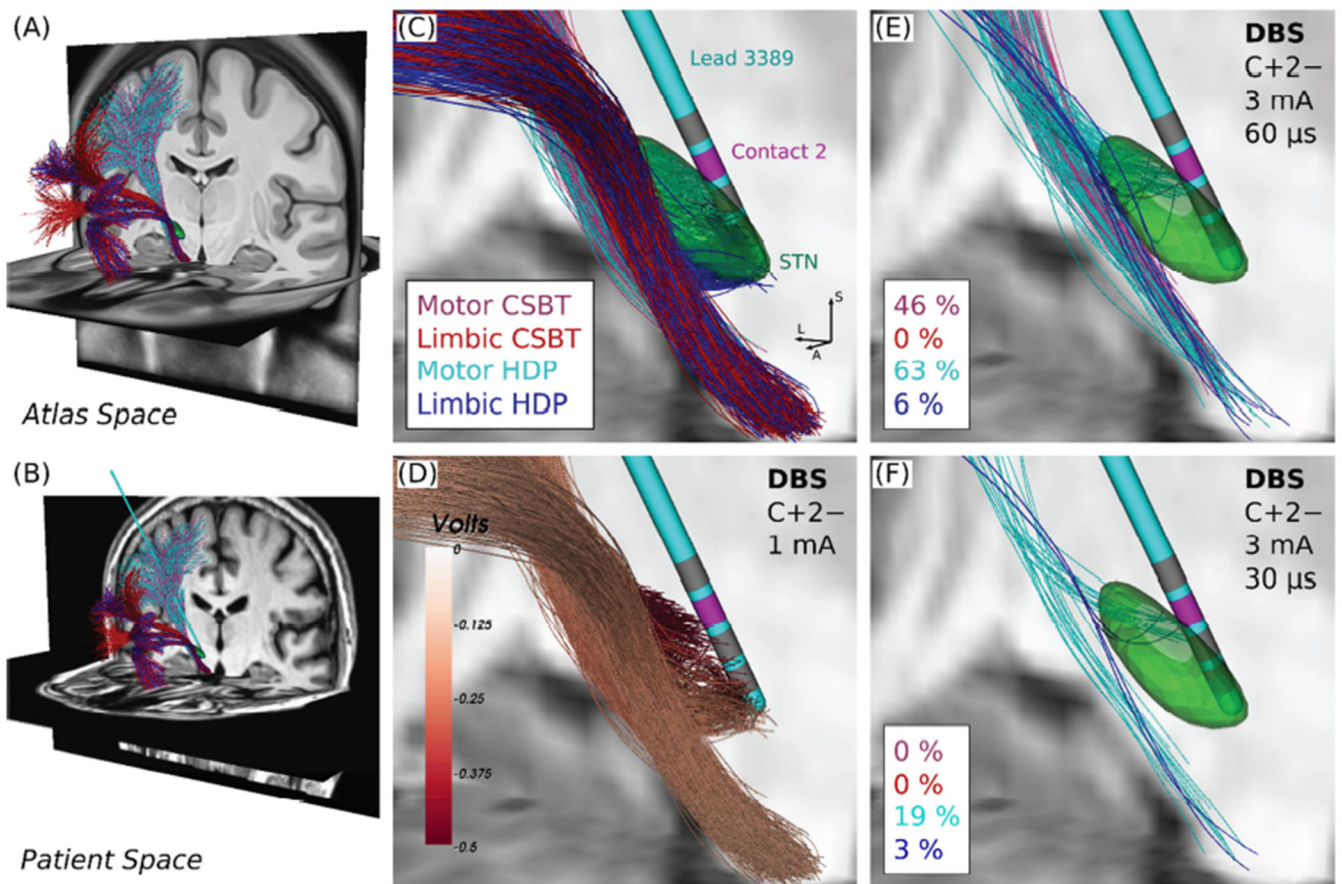 (A)
Atlas Space
(B)
Patient Space
(C)
Lead 3389
Contact 2
STN
S
L
A
Motor CSBT
Limbic CSBT
Motor HDP
Limbic HDP
(D)
DBS
C+2−
1 mA
Volts
0
-0.125
-0.25
-0.375
-0.5
(E)
DBS
C+2−
3 mA
60 µs
46 %
0 %
63 %
6 %
(F)
DBS
C+2−
3 mA
30 µs
0 %
0 %
19 %
3 %